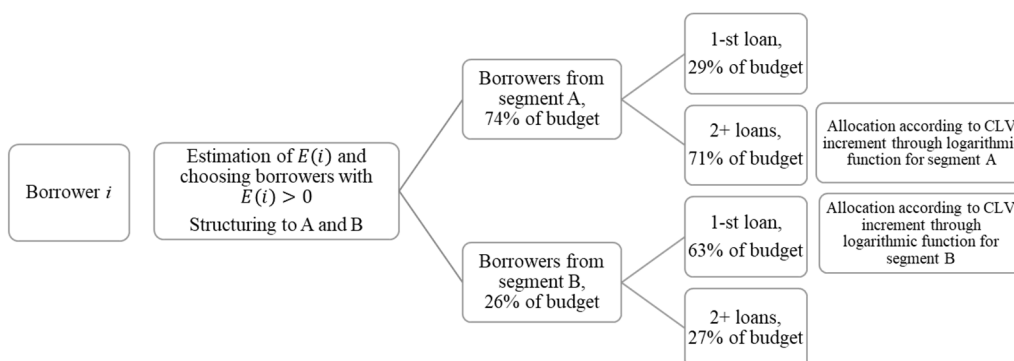 Borrower i
Estimation of E(i) and
choosing borrowers with
E(i) > 0
Structuring to A and B
Borrowers from
segment A,
74% of budget
Borrowers from
segment B,
26% of budget
1-st loan,
29% of budget
2+ loans,
71% of budget
1-st loan,
63% of budget
2+ loans,
27% of budget
Allocation according to CLV
increment through logarithmi
function for segment A
Allocation according to CLV
increment through
logarithmic function for
segment B